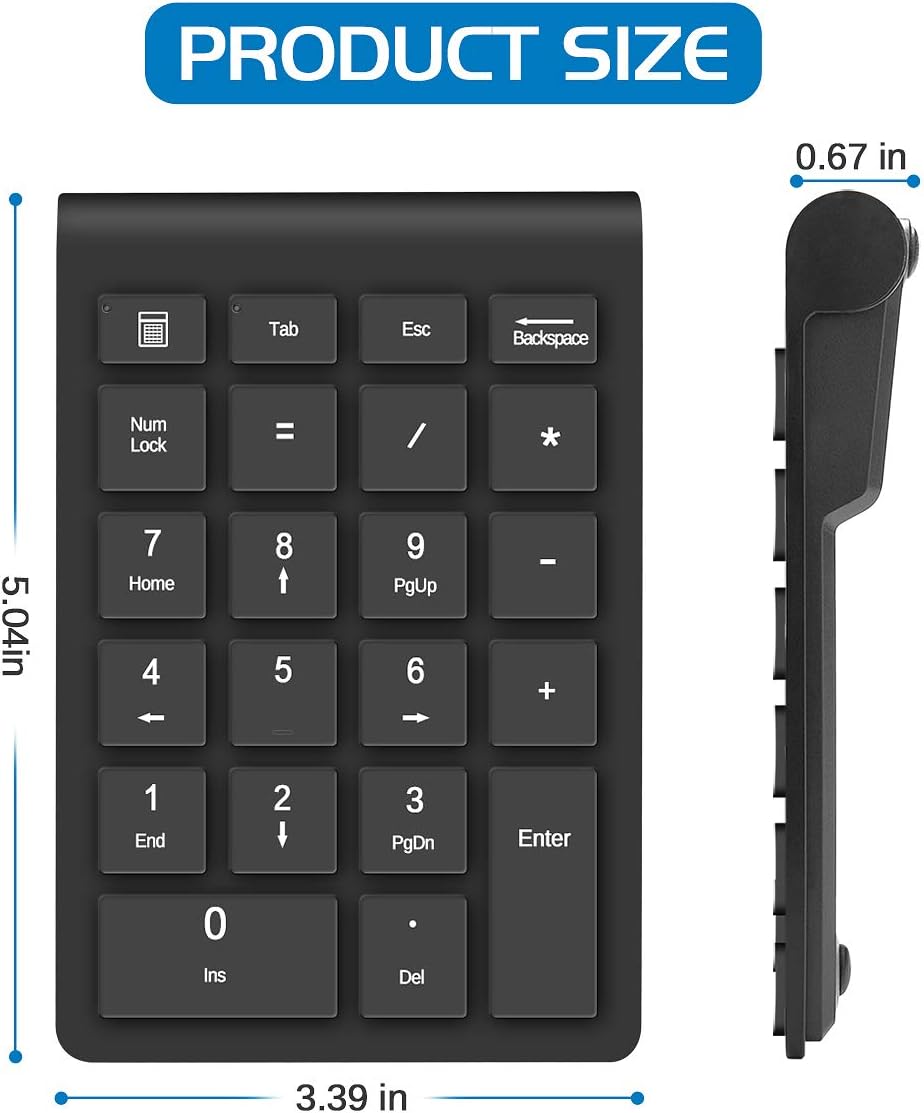 PRODUCT SIZE
0.67 in
Tab
Esc
Backspace
Num
Lock
=
/
*
7
8
9
-
Home
PgUp
4
5
6
+
1
2
3
End
PgDn
Enter
0
.
Ins
Del
5.04in
3.39 in